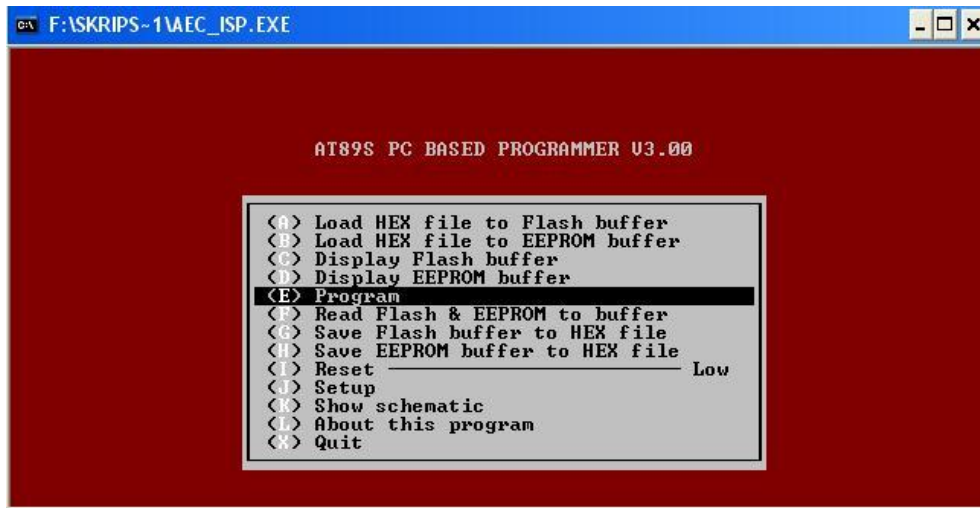 F:\SKRIPS~1\AEC_ISP.EXE
AT89S PC BASED PROGRAMMER V3.00
(A) Load HEX file to Flash buffer
(B) Load HEX file to EEPROM buffer
(C) Display Flash buffer
(D) Display EEPROM buffer
(E) Program
(F) Read Flash & EEPROM to buffer
(G) Save Flash buffer to HEX file
(H) Save EEPROM buffer to HEX file
(I) Reset Low
(J) Setup
(K) Show schematic
(L) About this program
(X) Quit